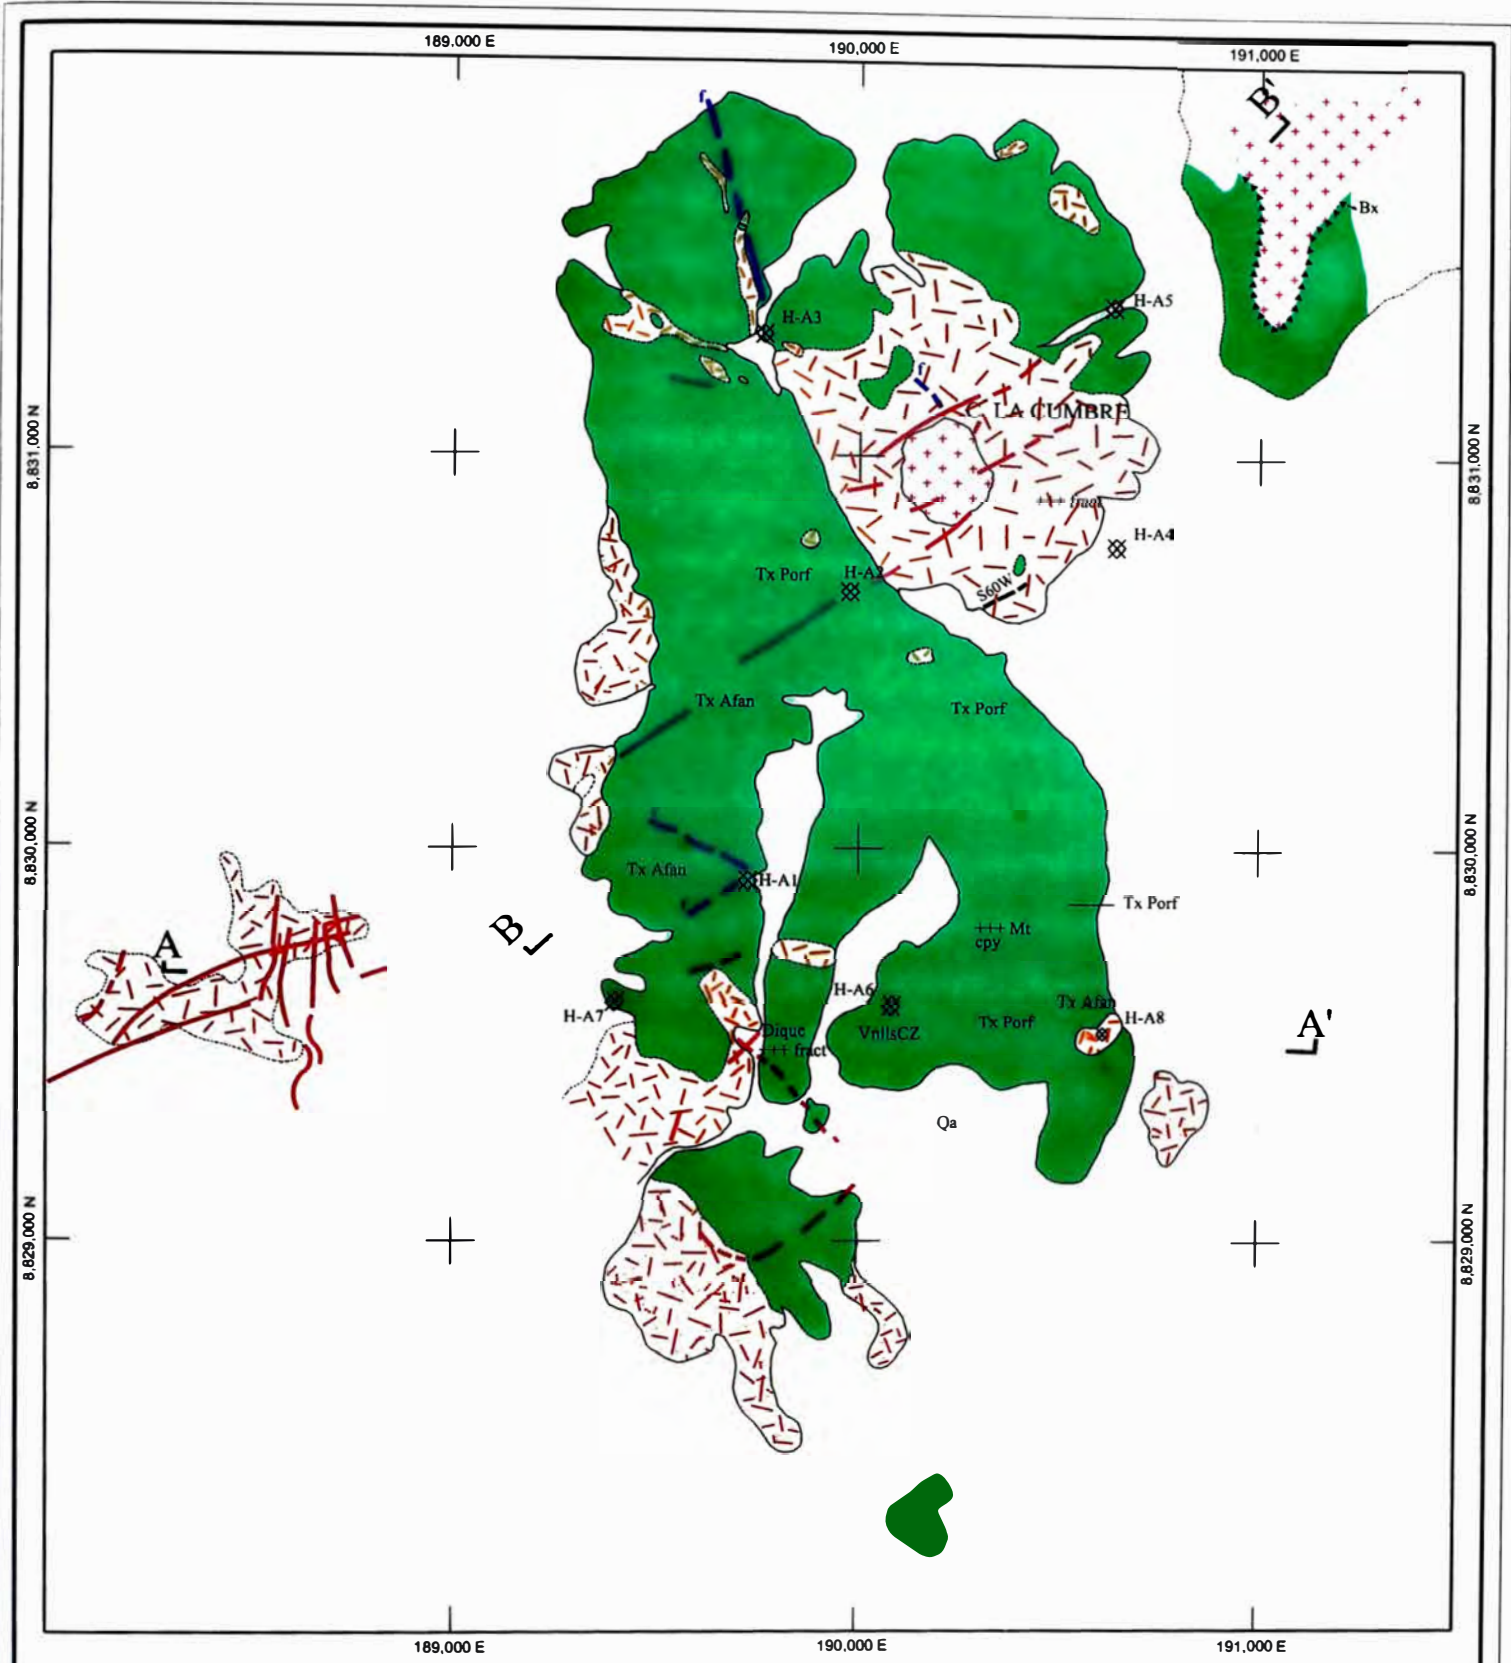 189,000 E
190,000 E
191,000 E
B'
f
Bx
H-A5
H-A3
f
C. LA CUMBRE
8,831,000 N
8,831,000 N
+++ fract
H-A4
Tx Porf
H-A2
S60W
Tx Afan
Tx Porf
8,830,000 N
8,830,000 N
Tx Afan
H-A1
Tx Porf
B
+++ Mt
cpy
A
H-A6
H-A7
Tx Afan
H-A8
Tx Porf
VnllsCZ
A'
Dique
+++ fract
Qa
8,829,000 N
8,829,000 N
189,000 E
190,000 E
191,000 E